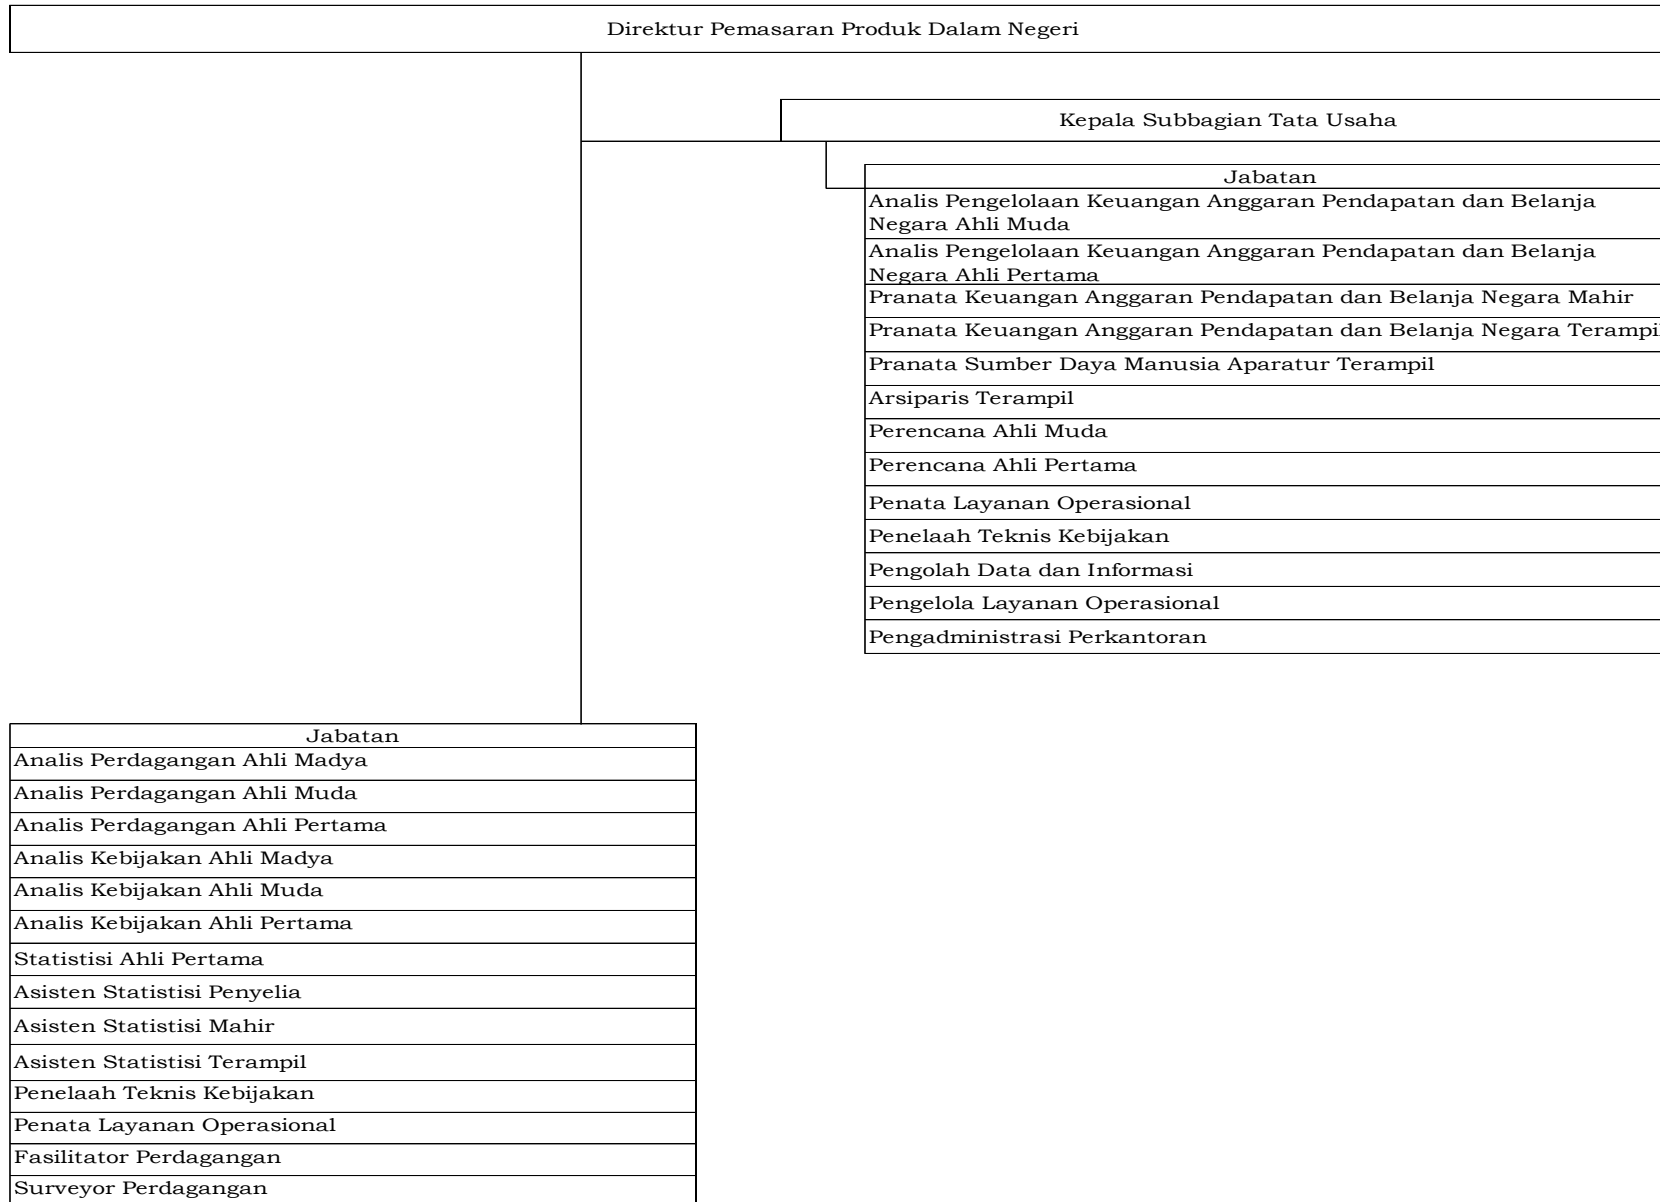 Direktur Pemasaran Produk Dalam Negeri
Kepala Subbagian Tata Usaha
Jabatan
Analis Pengelolaan Keuangan Anggaran Pendapatan dan Belanja
Negara Ahli Muda
Analis Pengelolaan Keuangan Anggaran Pendapatan dan Belanja
Negara Ahli Pertama
Pranata Keuangan Anggaran Pendapatan dan Belanja Negara Mahir
Pranata Keuangan Anggaran Pendapatan dan Belanja Negara Terampil
Pranata Sumber Daya Manusia Aparatur Terampil
Arsiparis Terampil
Perencana Ahli Muda
Perencana Ahli Pertama
Penata Layanan Operasional
Penelaah Teknis Kebijakan
Pengolah Data dan Informasi
Pengelola Layanan Operasional
Pengadministrasi Perkantoran
Jabatan
Analis Perdagangan Ahli Madya
Analis Perdagangan Ahli Muda
Analis Perdagangan Ahli Pertama
Analis Kebijakan Ahli Madya
Analis Kebijakan Ahli Muda
Analis Kebijakan Ahli Pertama
Statistisi Ahli Pertama
Asisten Statistisi Penyelia
Asisten Statistisi Mahir
Asisten Statistisi Terampil
Penelaah Teknis Kebijakan
Penata Layanan Operasional
Fasilitator Perdagangan
Surveyor Perdagangan